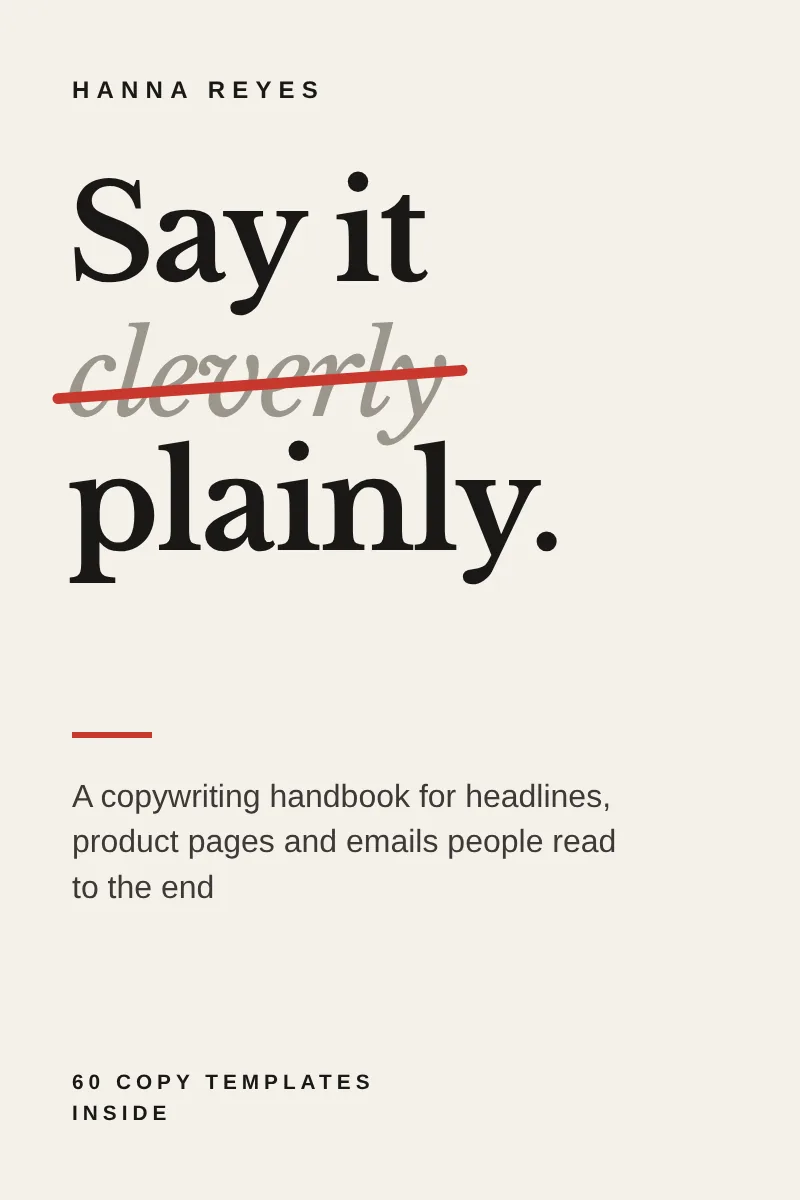 HANNA REYES
Say it
cleverly
plainly.
A copywriting handbook for headlines,
product pages and emails people read
to the end
60 COPY TEMPLATES
INSIDE